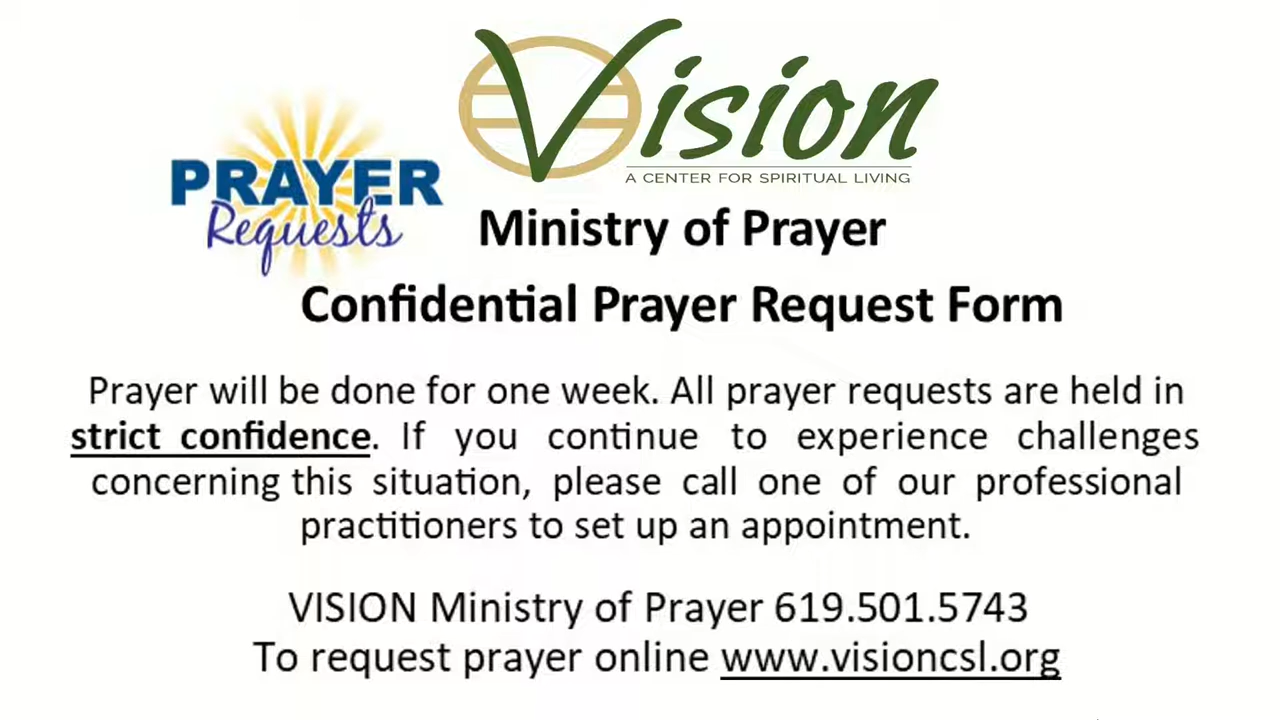 Vision
A CENTER FOR SPIRITUAL LIVING
PRAYER
Requests
Ministry of Prayer
Confidential Prayer Request Form
Prayer will be done for one week. All prayer requests are held in
strict confidence. If you continue to experience challenges
concerning this situation, please call one of our professional
practitioners to set up an appointment.
VISION Ministry of Prayer 619.501.5743
To request prayer online www.visioncsl.org